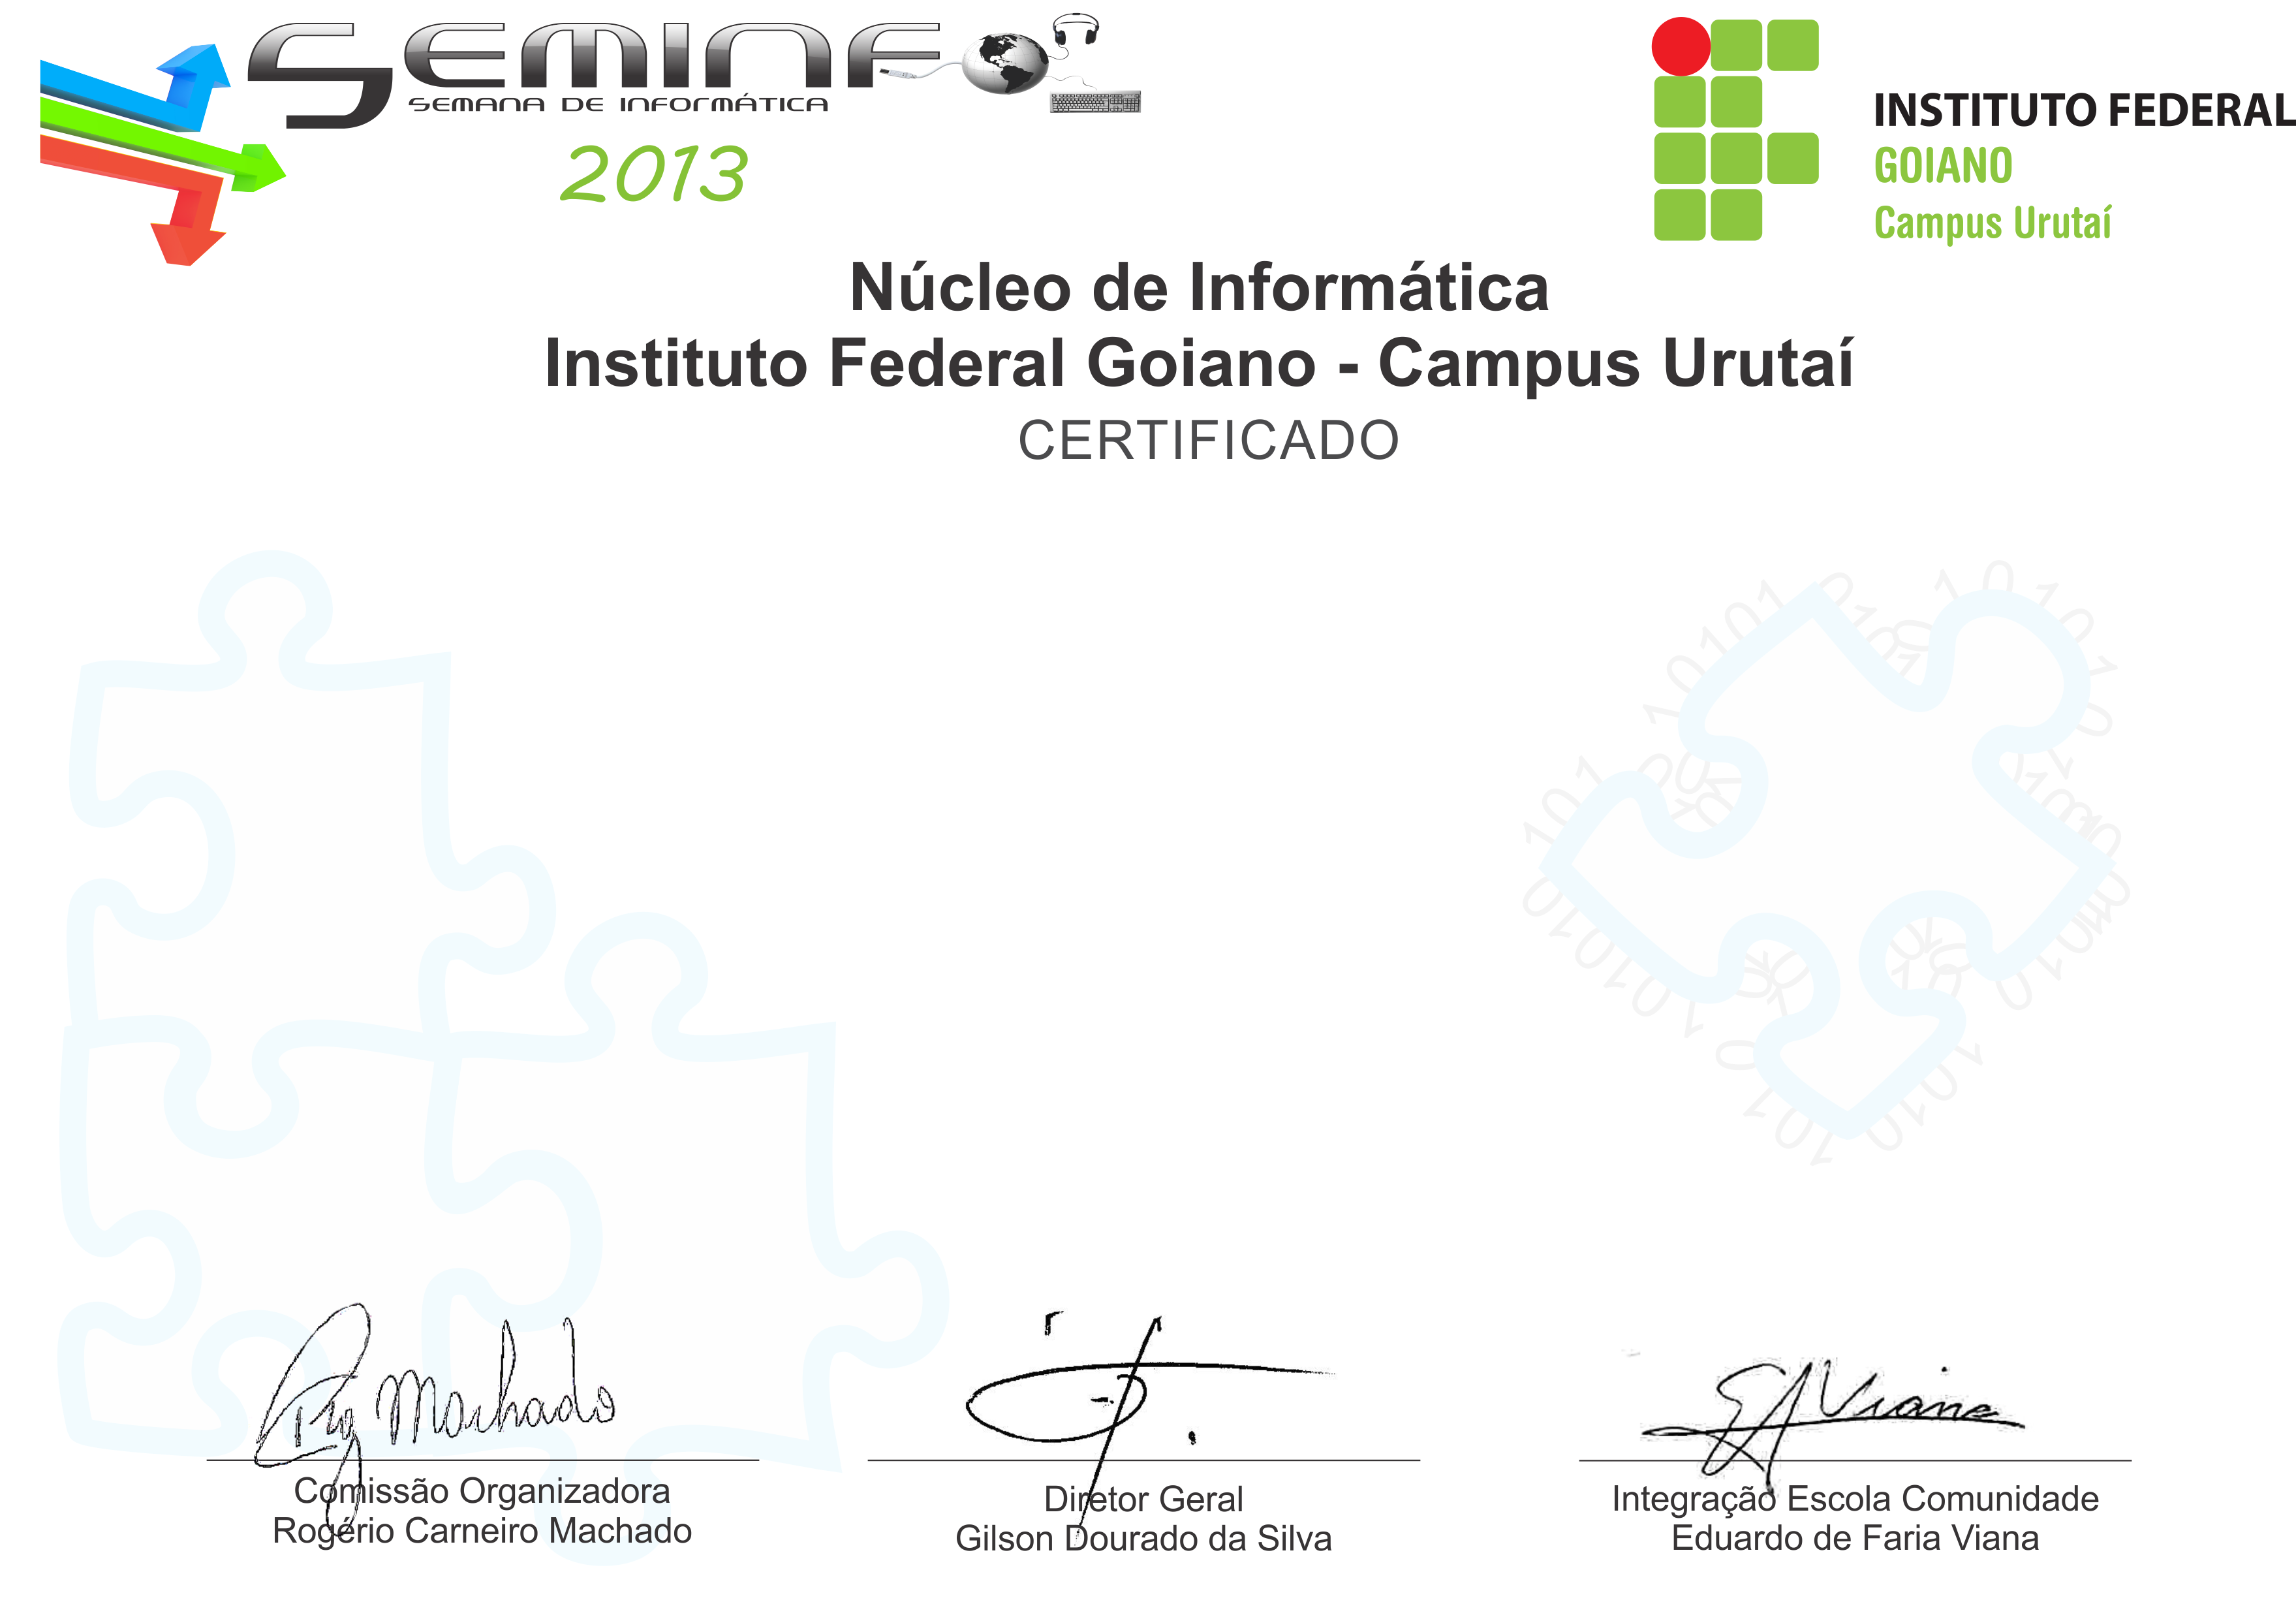 SEMINF
SEMANA DE INFORMÁTICA
2013
INSTITUTO FEDERAL
GOIANO
Campus Urutaí
Núcleo de Informática
Instituto Federal Goiano - Campus Urutaí
CERTIFICADO
Machado
Viana
Comissão Organizadora
Rogério Carneiro Machado
Diretor Geral
Gilson Dourado da Silva
Integração Escola Comunidade
Eduardo de Faria Viana